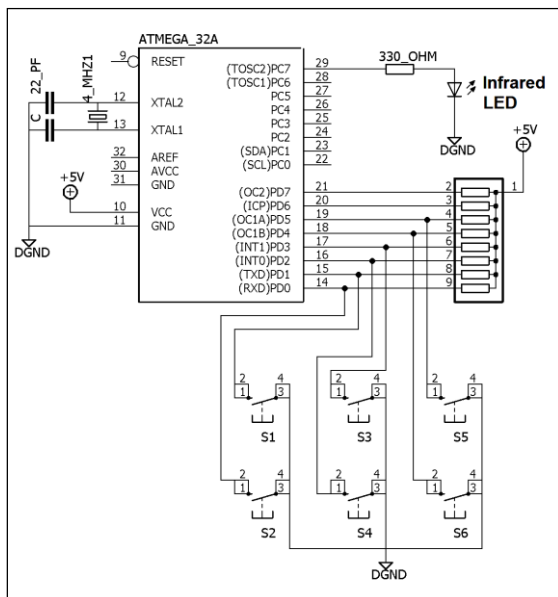 ATMEGA_32A
9
RESET
22_PF
4_MHZ1
C
12
XTAL2
13
XTAL1
32
AREF
30
AVCC
31
GND
+5V
10
VCC
11
GND
DGND
(TOSC2)PC7 29
(TOSC1)PC6 28
PC5 27
PC4 26
PC3 25
PC2 24
(SDA)PC1 23
(SCL)PC0 22
330_OHM
Infrared
LED
DGND
+5V
(OC2)PD7 21 2 1
(ICP)PD6 20 3
(OC1A)PD5 19 4
(OC1B)PD4 18 5
(INT1)PD3 17 6
(INT0)PD2 16 7
(TXD)PD1 15 8
(RXD)PD0 14 9
2 4 2 4 2 4
1 3 1 3 1 3
S1 S3 S5
2 4 2 4 2 4
1 3 1 3 1 3
S2 S4 S6
DGND